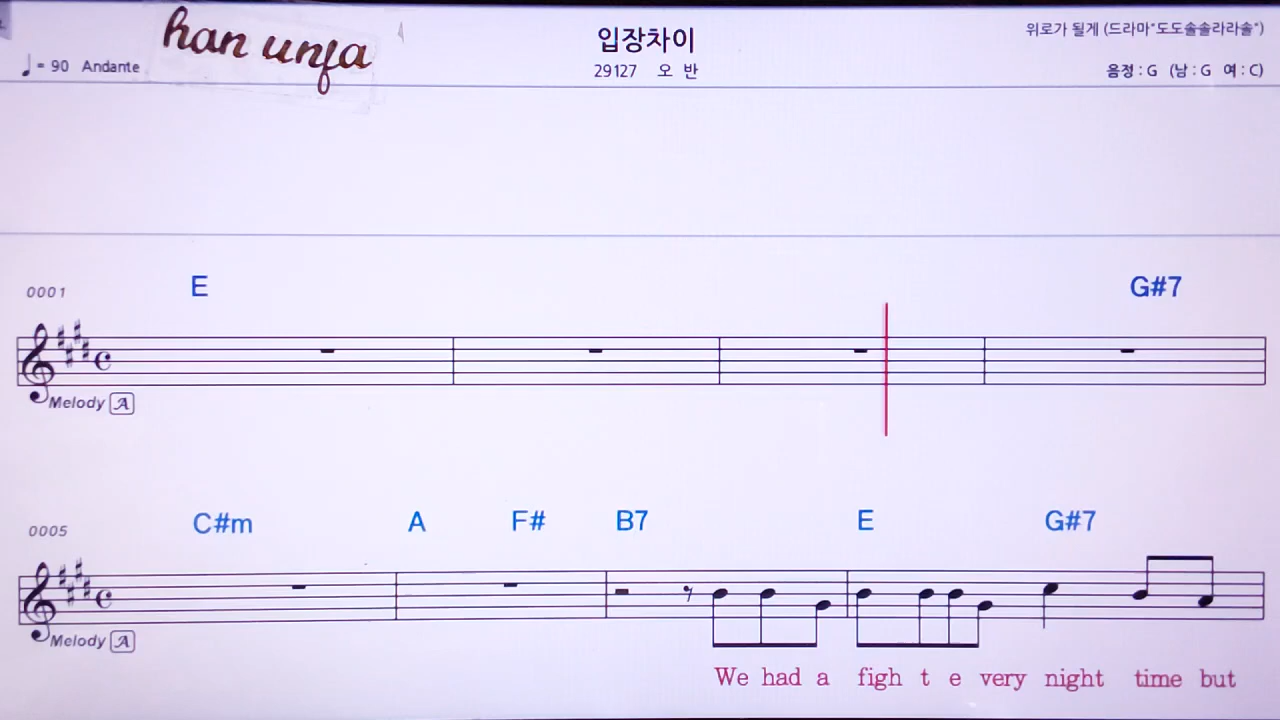 han unfa
입장차이
위로가 될게 (드라마"도도솔솔라라솔")
♩= 90 Andante
29127 오 반
음정 : G (남 : G 여 : C)
0001 E G#7
Melody A
0005 C#m A F# B7 E G#7
Melody A
We had a figh t e very night time but